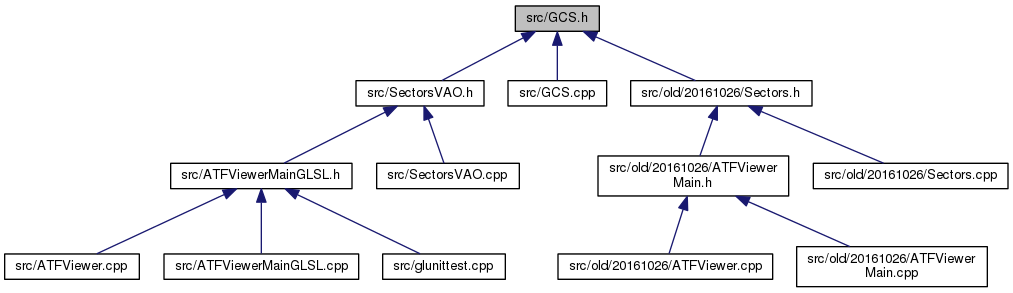 src/GCS.h
src/SectorsVAO.h
src/GCS.cpp
src/old/20161026/Sectors.h
src/ATFViewerMainGLSL.h
src/SectorsVAO.cpp
src/old/20161026/ATFViewer
Main.h
src/old/20161026/Sectors.cpp
src/ATFViewer.cpp
src/ATFViewerMainGLSL.cpp
src/glunittest.cpp
src/old/20161026/ATFViewer.cpp
src/old/20161026/ATFViewer
Main.cpp